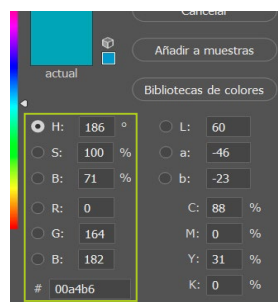 Cancelar
Añadir a muestras
actual
Bibliotecas de colores
H: 186 ° L: 60
S: 100 % a: -46
B: 71 % b: -23
R: 0 C: 88 %
G: 164 M: 0 %
B: 182 Y: 31 %
# 00a4b6 K: 0 %